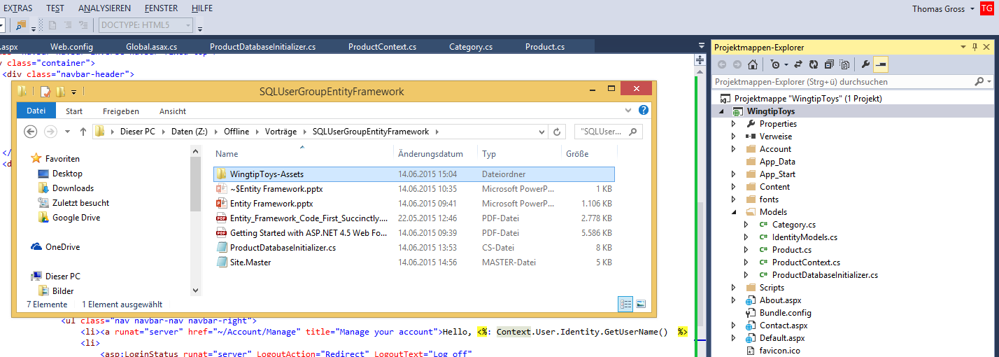 EXTRAS TEST ANALYSIEREN FENSTER HILFE Thomas Gross TG
DOCTYPE: HTML5
.aspx Web.config Global.asax.cs ProductDatabaseInitializer.cs ProductContext.cs Category.cs Product.cs
class="container">
<div class="navbar-header">
SQLUserGroupEntityFramework
Datei Start Freigeben Ansicht
Dieser PC Daten (Z:) Offline Vorträge SQLUserGroupEntityFramework "SQLUser...
Name Änderungsdatum Typ Größe
Favoriten
Desktop
Downloads
Zuletzt besucht
Google Drive
OneDrive
Dieser PC
Bilder
WingtipToys-Assets 14.06.2015 15:04 Dateiordner
~$Entity Framework.pptx 14.06.2015 10:35 Microsoft PowerP... 1 KB
Entity Framework.pptx 14.06.2015 09:41 Microsoft PowerP... 1.106 KB
Entity_Framework_Code_First_Succinctly.... 22.05.2015 12:46 PDF-Datei 2.778 KB
Getting Started with ASP.NET 4.5 Web Fo... 14.06.2015 09:39 PDF-Datei 5.586 KB
ProductDatabaseInitializer.cs 14.06.2015 13:53 CS-Datei 8 KB
Site.Master 14.06.2015 14:56 MASTER-Datei 5 KB
7 Elemente 1 Element ausgewählt
</
<d
<ul class="nav navbar-nav navbar-right">
<li><a runat="server" href="~/Account/Manage" title="Manage your account">Hello, <%: Context.User.Identity.GetUserName() %>
<li>
<asp:LoginStatus runat="server" LogoutAction="Redirect" LogoutText="Log off"
Projektmappen-Explorer
Projektmappen-Explorer (Strg+ü) durchsuchen
Projektmappe "WingtipToys" (1 Projekt)
WingtipToys
Properties
Verweise
Account
App_Data
App_Start
Content
fonts
Models
Category.cs
IdentityModels.cs
Product.cs
ProductContext.cs
ProductDatabaseInitializer.cs
Scripts
About.aspx
Bundle.config
Contact.aspx
Default.aspx
favicon.ico